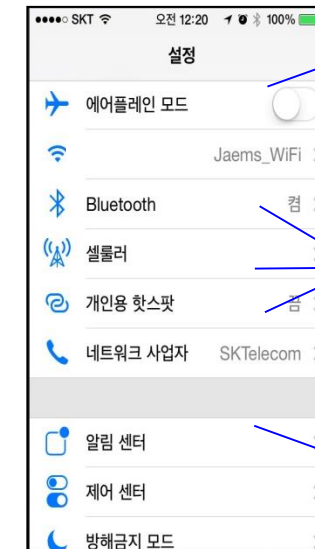 SKT 오전 12:20 100%
설정
에어플레인 모드
Jaems_WiFi
Bluetooth 켬
셀룰러
개인용 핫스팟 끔
네트워크 사업자 SKTelecom
알림 센터
제어 센터
방해금지 모드